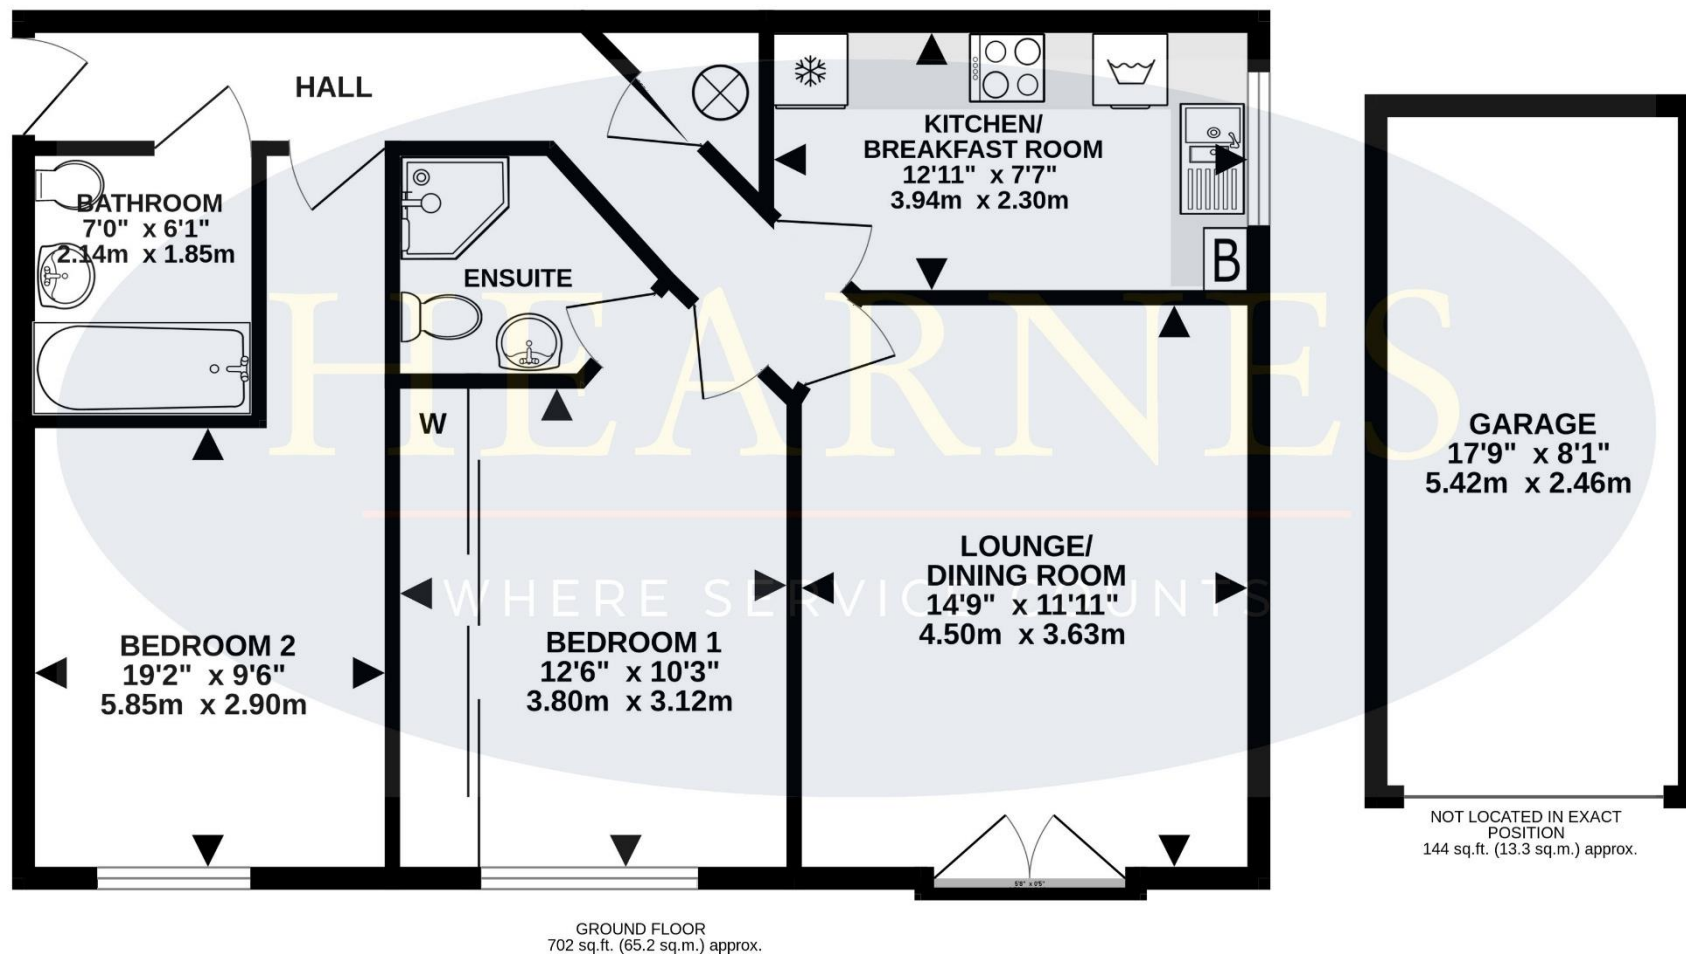 HALL
KITCHEN/
BREAKFAST ROOM
12'11" x 7'7"
3.94m x 2.30m
BATHROOM
7'0" x 6'1"
2.14m x 1.85m
ENSUITE
B
HEARNES
W
GARAGE
17'9" x 8'1"
5.42m x 2.46m
LOUNGE/
DINING ROOM
14'9" x 11'11"
4.50m x 3.63m
WHERE SERVICE COUNTS
BEDROOM 2
19'2" x 9'6"
5.85m x 2.90m
BEDROOM 1
12'6" x 10'3"
3.80m x 3.12m
NOT LOCATED IN EXACT
POSITION
144 sq.ft. (13.3 sq.m.) approx.
5'8" x 0'5"
GROUND FLOOR
702 sq.ft. (65.2 sq.m.) approx.